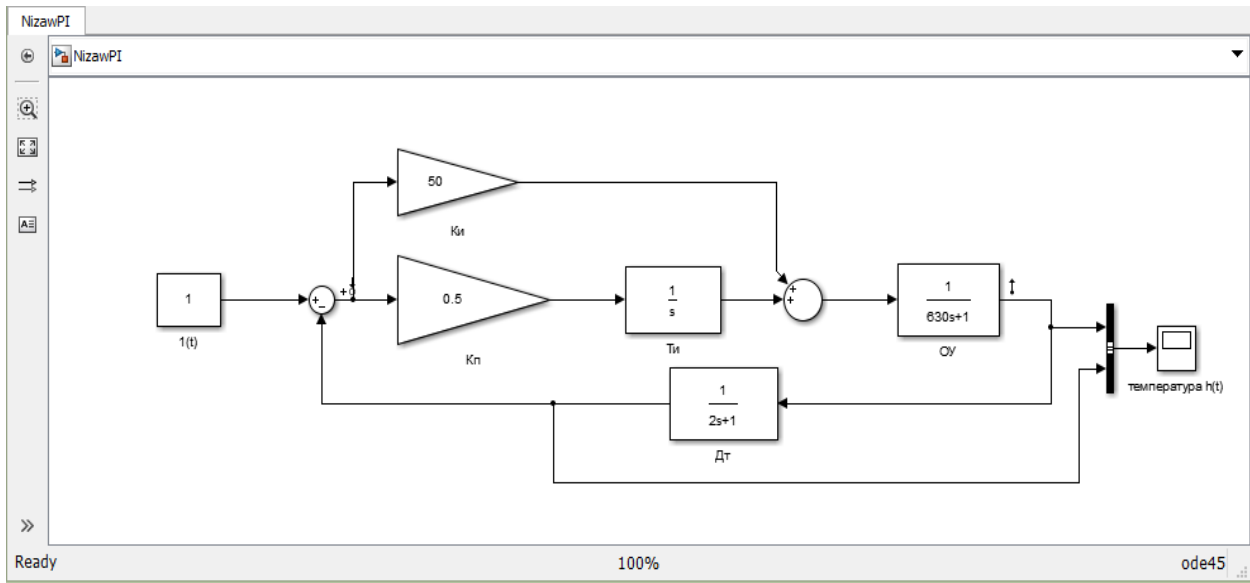 NizawPI
NizawPI
50
Ки
1
1(t)
+
−
+
0.5
Кп
1
s
Ти
+
+
1
630s+1
ОУ
температура h(t)
1
2s+1
Дт
Ready
100%
ode45